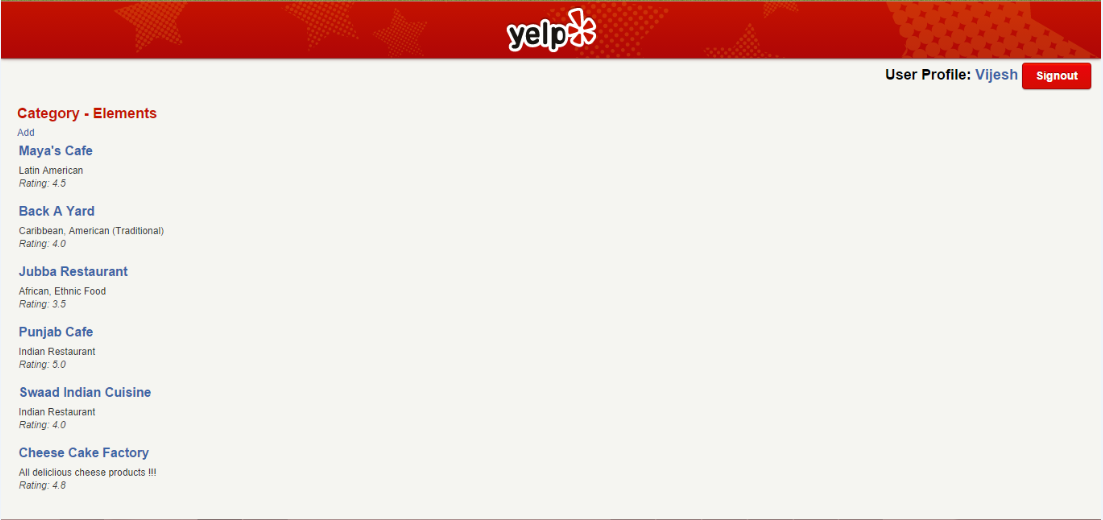 yelp
User Profile: Vijesh Signout
Category - Elements
Add
Maya's Cafe
Latin American
Rating: 4.5
Back A Yard
Caribbean, American (Traditional)
Rating: 4.0
Jubba Restaurant
African, Ethnic Food
Rating: 3.5
Punjab Cafe
Indian Restaurant
Rating: 5.0
Swaad Indian Cuisine
Indian Restaurant
Rating: 4.0
Cheese Cake Factory
All deliclious cheese products !!!
Rating: 4.8